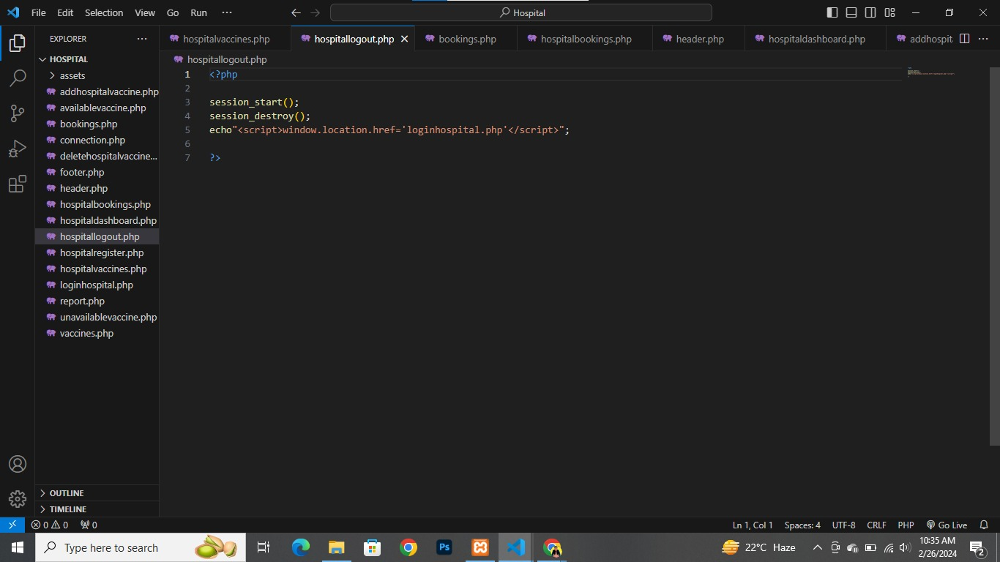 File Edit Selection View Go Run ···
Hospital
EXPLORER ···
HOSPITAL
assets
addhospitalvaccine.php
availablevaccine.php
bookings.php
connection.php
deletehospitalvaccine...
footer.php
header.php
hospitalbookings.php
hospitaldashboard.php
hospitallogout.php
hospitalregister.php
hospitalvaccines.php
loginhospital.php
report.php
unavailablevaccine.php
vaccines.php
OUTLINE
TIMELINE
hospitalvaccines.php hospitallogout.php bookings.php hospitalbookings.php header.php hospitaldashboard.php addhospit ···
hospitallogout.php
1 <?php
2
3 session_start();
4 session_destroy();
5 echo"<script>window.location.href='loginhospital.php'</script>";
6
7 ?>
0 0 0 Ln 1, Col 1 Spaces: 4 UTF-8 CRLF PHP Go Live
Type here to search Ps 22°C Haze 10:35 AM
2/26/2024 2